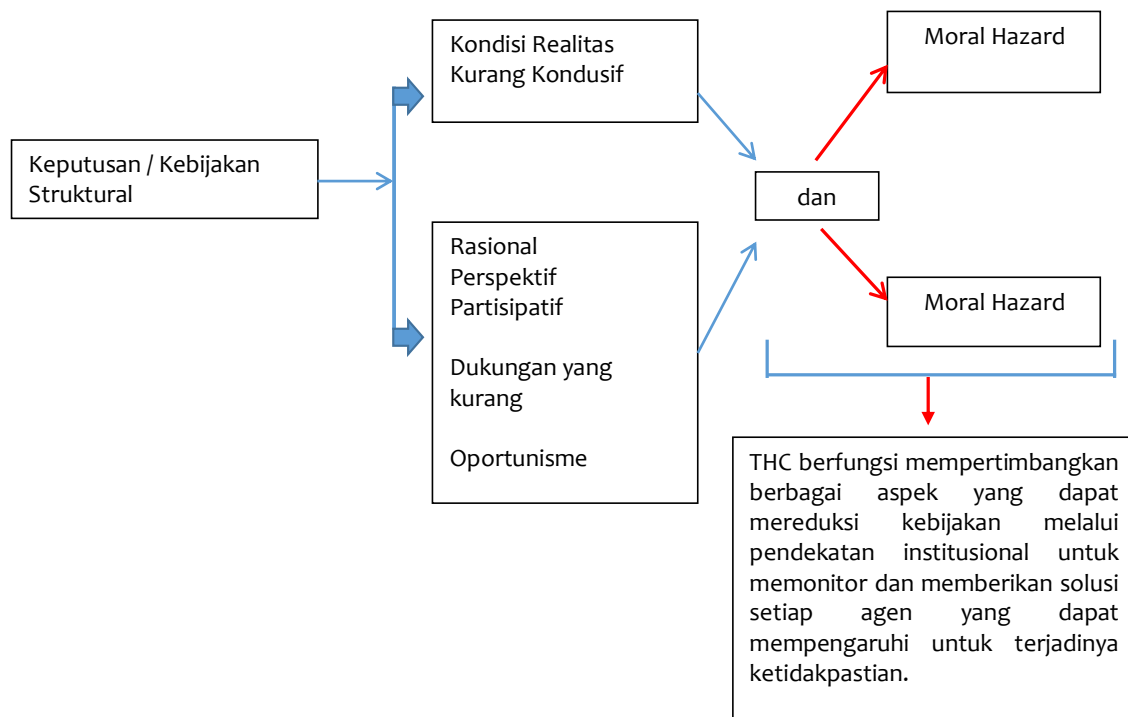 Keputusan / Kebijakan
Struktural
Kondisi Realitas
Kurang Kondusif
Rasional
Perspektif
Partisipatif
Dukungan yang
kurang
Oportunisme
dan
Moral Hazard
Moral Hazard
THC berfungsi mempertimbangkan
berbagai aspek yang dapat
mereduksi kebijakan melalui
pendekatan institusional untuk
memonitor dan memberikan solusi
setiap agen yang dapat
mempengaruhi untuk terjadinya
ketidakpastian.